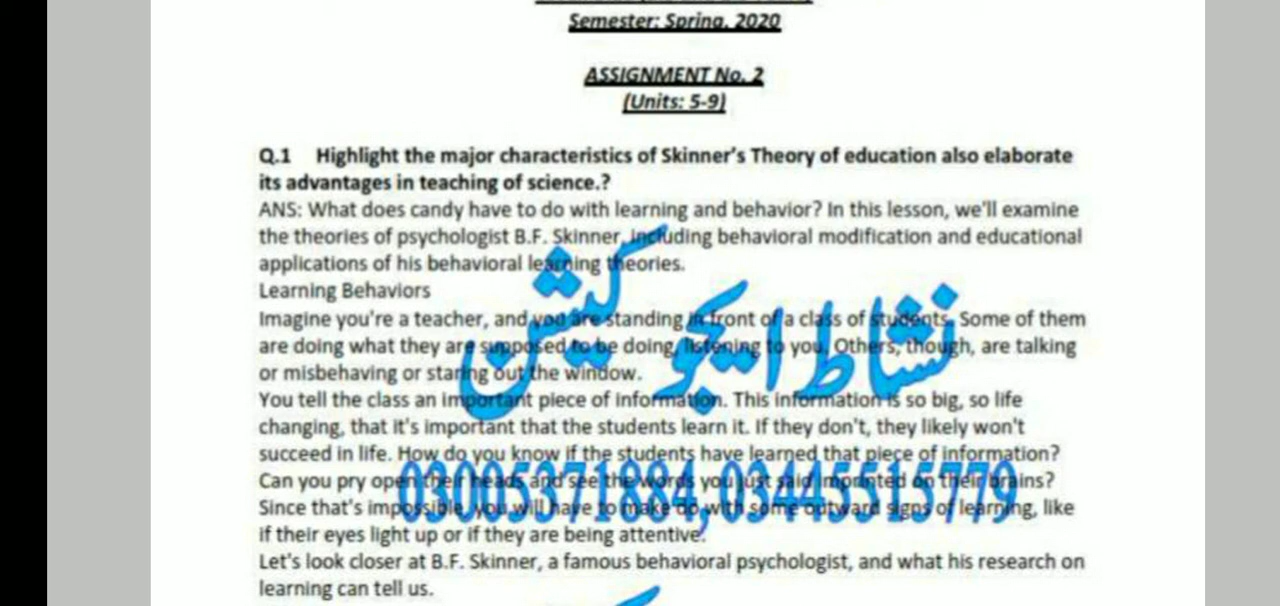 Semester: Spring, 2020
ASSIGNMENT No. 2
(Units: 5-9)
Q.1 Highlight the major characteristics of Skinner's Theory of education also elaborate
its advantages in teaching of science.?
ANS: What does candy have to do with learning and behavior? In this lesson, we'll examine
the theories of psychologist B.F. Skinner, including behavioral modification and educational
applications of his behavioral learning theories.
Learning Behaviors
Imagine you're a teacher, and you are standing in front of a class of students. Some of them
are doing what they are supposed to be doing, listening to you. Others, though, are talking
or misbehaving or staring out the window.
نشاط ایجوکیشن
You tell the class an important piece of information. This information is so big, so life
changing, that it's important that the students learn it. If they don't, they likely won't
succeed in life. How do you know if the students have learned that piece of information?
Can you pry open their heads and see the words you just said imprinted on their brains?
03005371884, 03445515779
Since that's impossible, you will have to make do with some outward signs of learning, like
if their eyes light up or if they are being attentive.
Let's look closer at B.F. Skinner, a famous behavioral psychologist, and what his research on
learning can tell us.